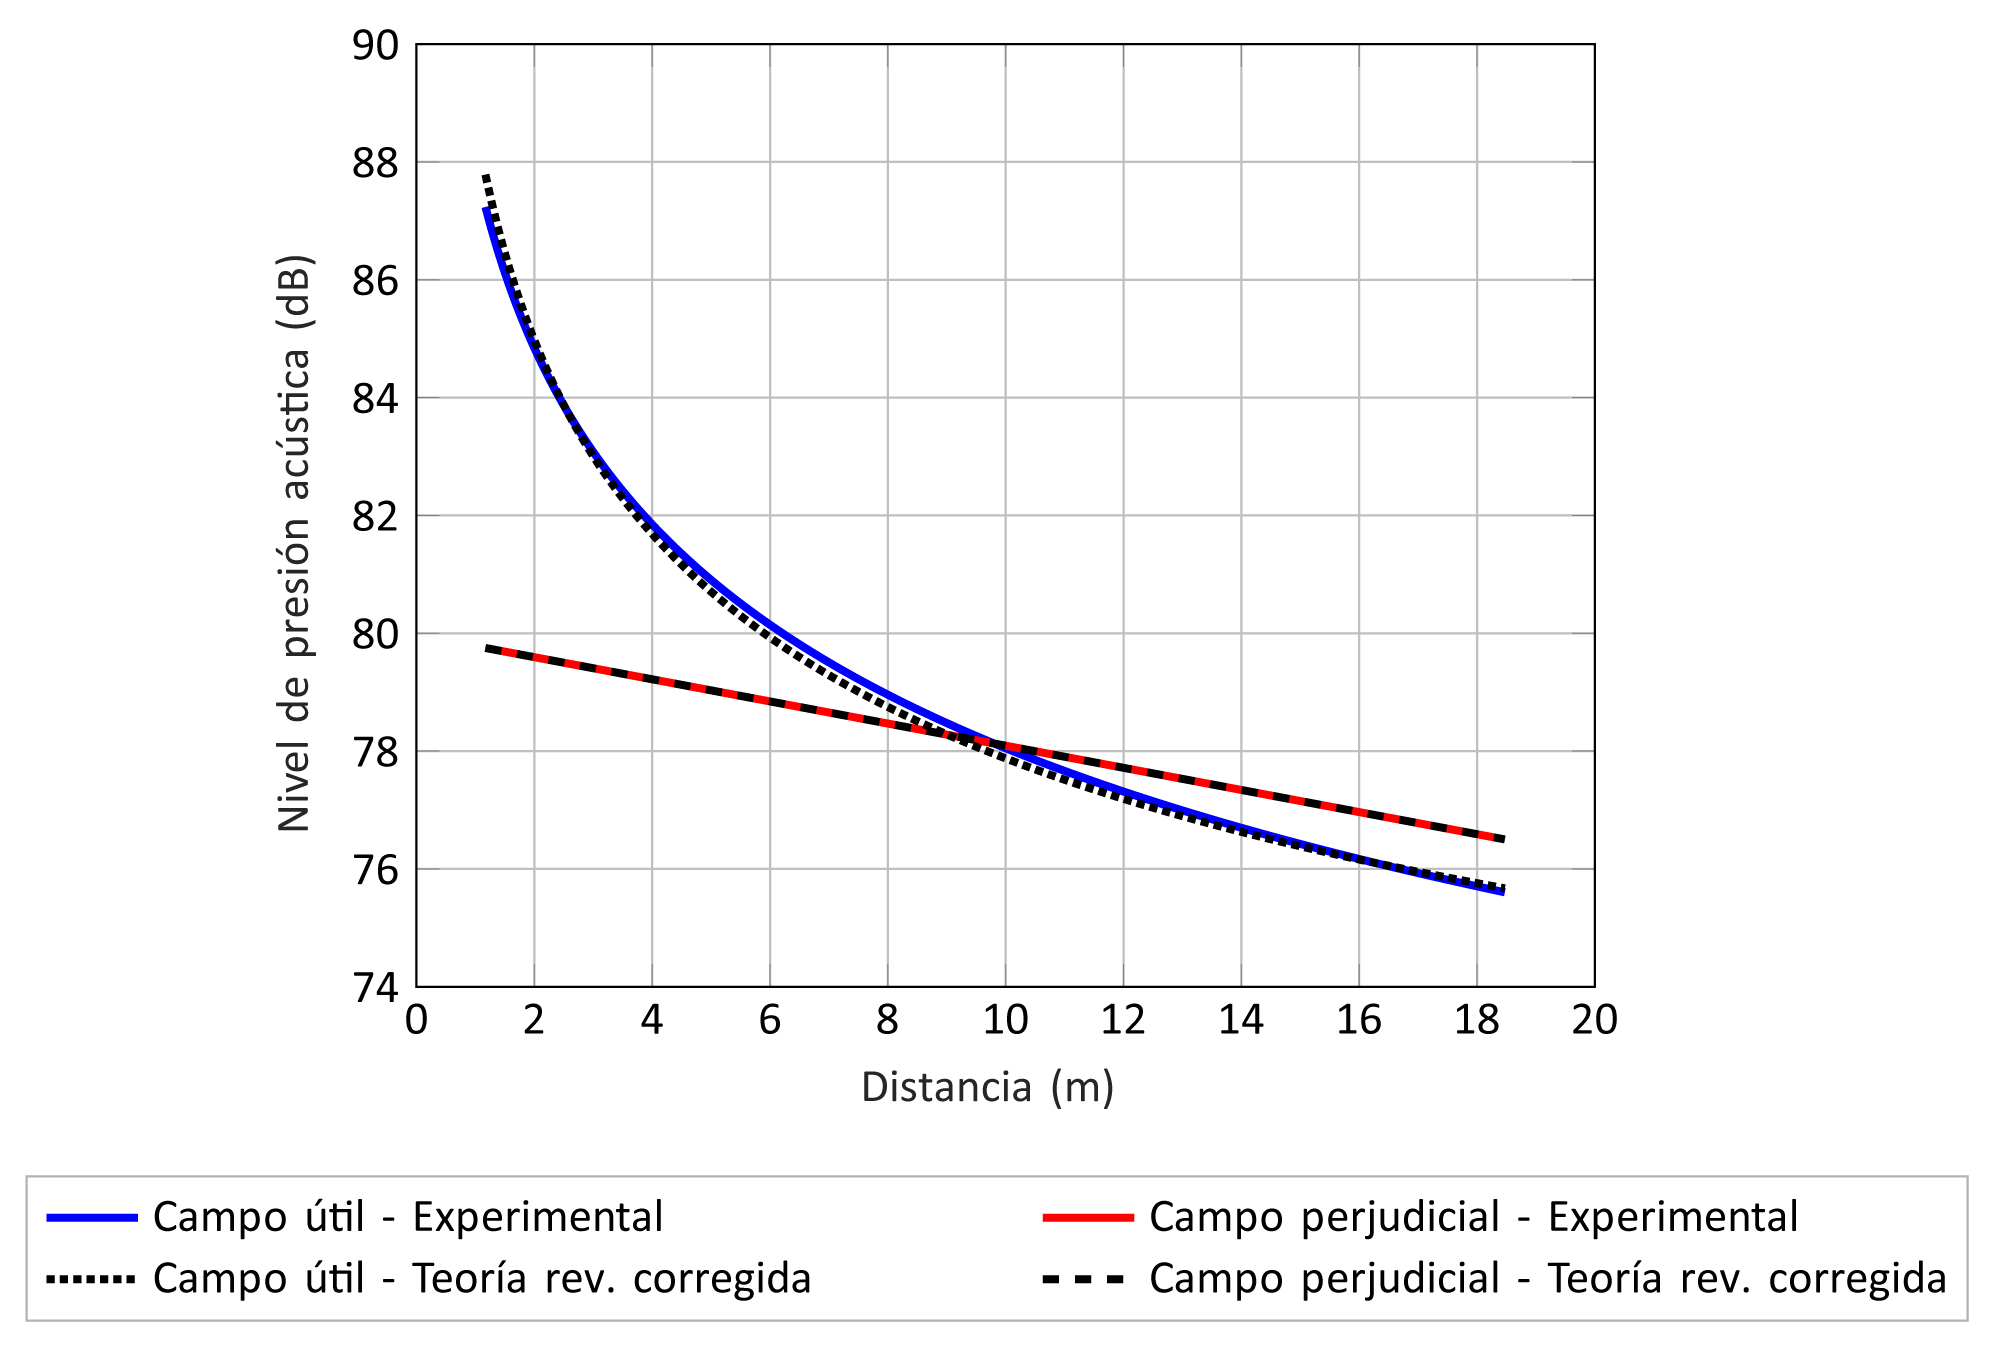 90
88
86
84
82
80
78
76
74
Nivel de presión acústica (dB)
0 2 4 6 8 10 12 14 16 18 20
Distancia (m)
Campo útil - Experimental
Campo perjudicial - Experimental
Campo útil - Teoría rev. corregida
Campo perjudicial - Teoría rev. corregida